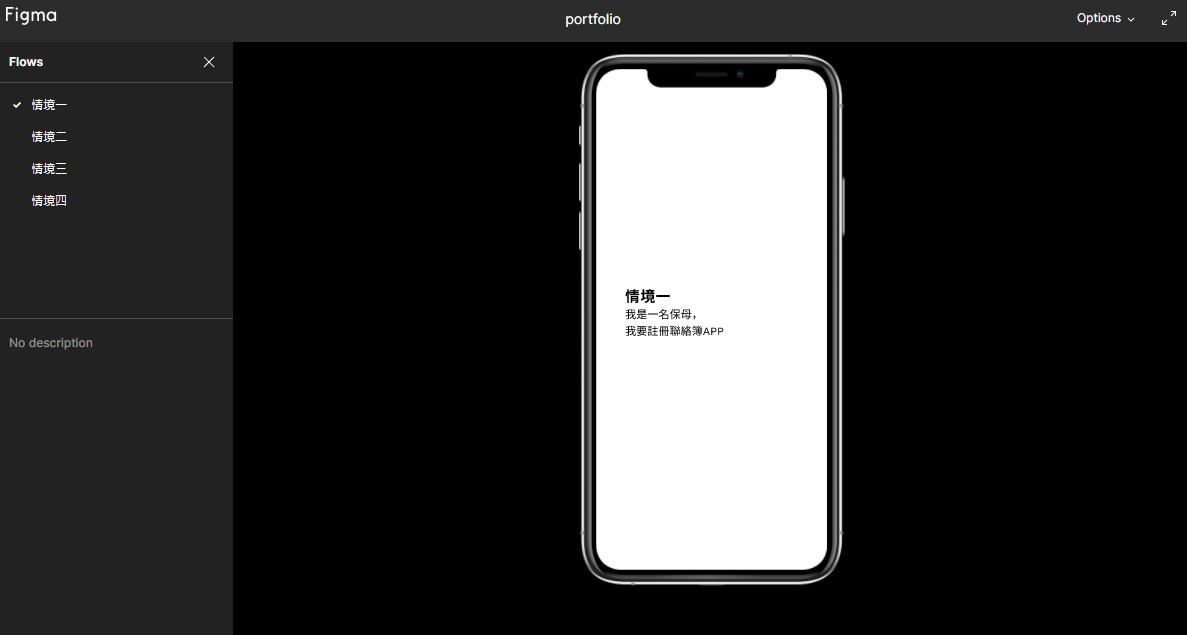 Figma
portfolio
Options
Flows
情境一
情境二
情境三
情境四
No description
情境一
我是一名保母，
我要註冊聯絡簿APP